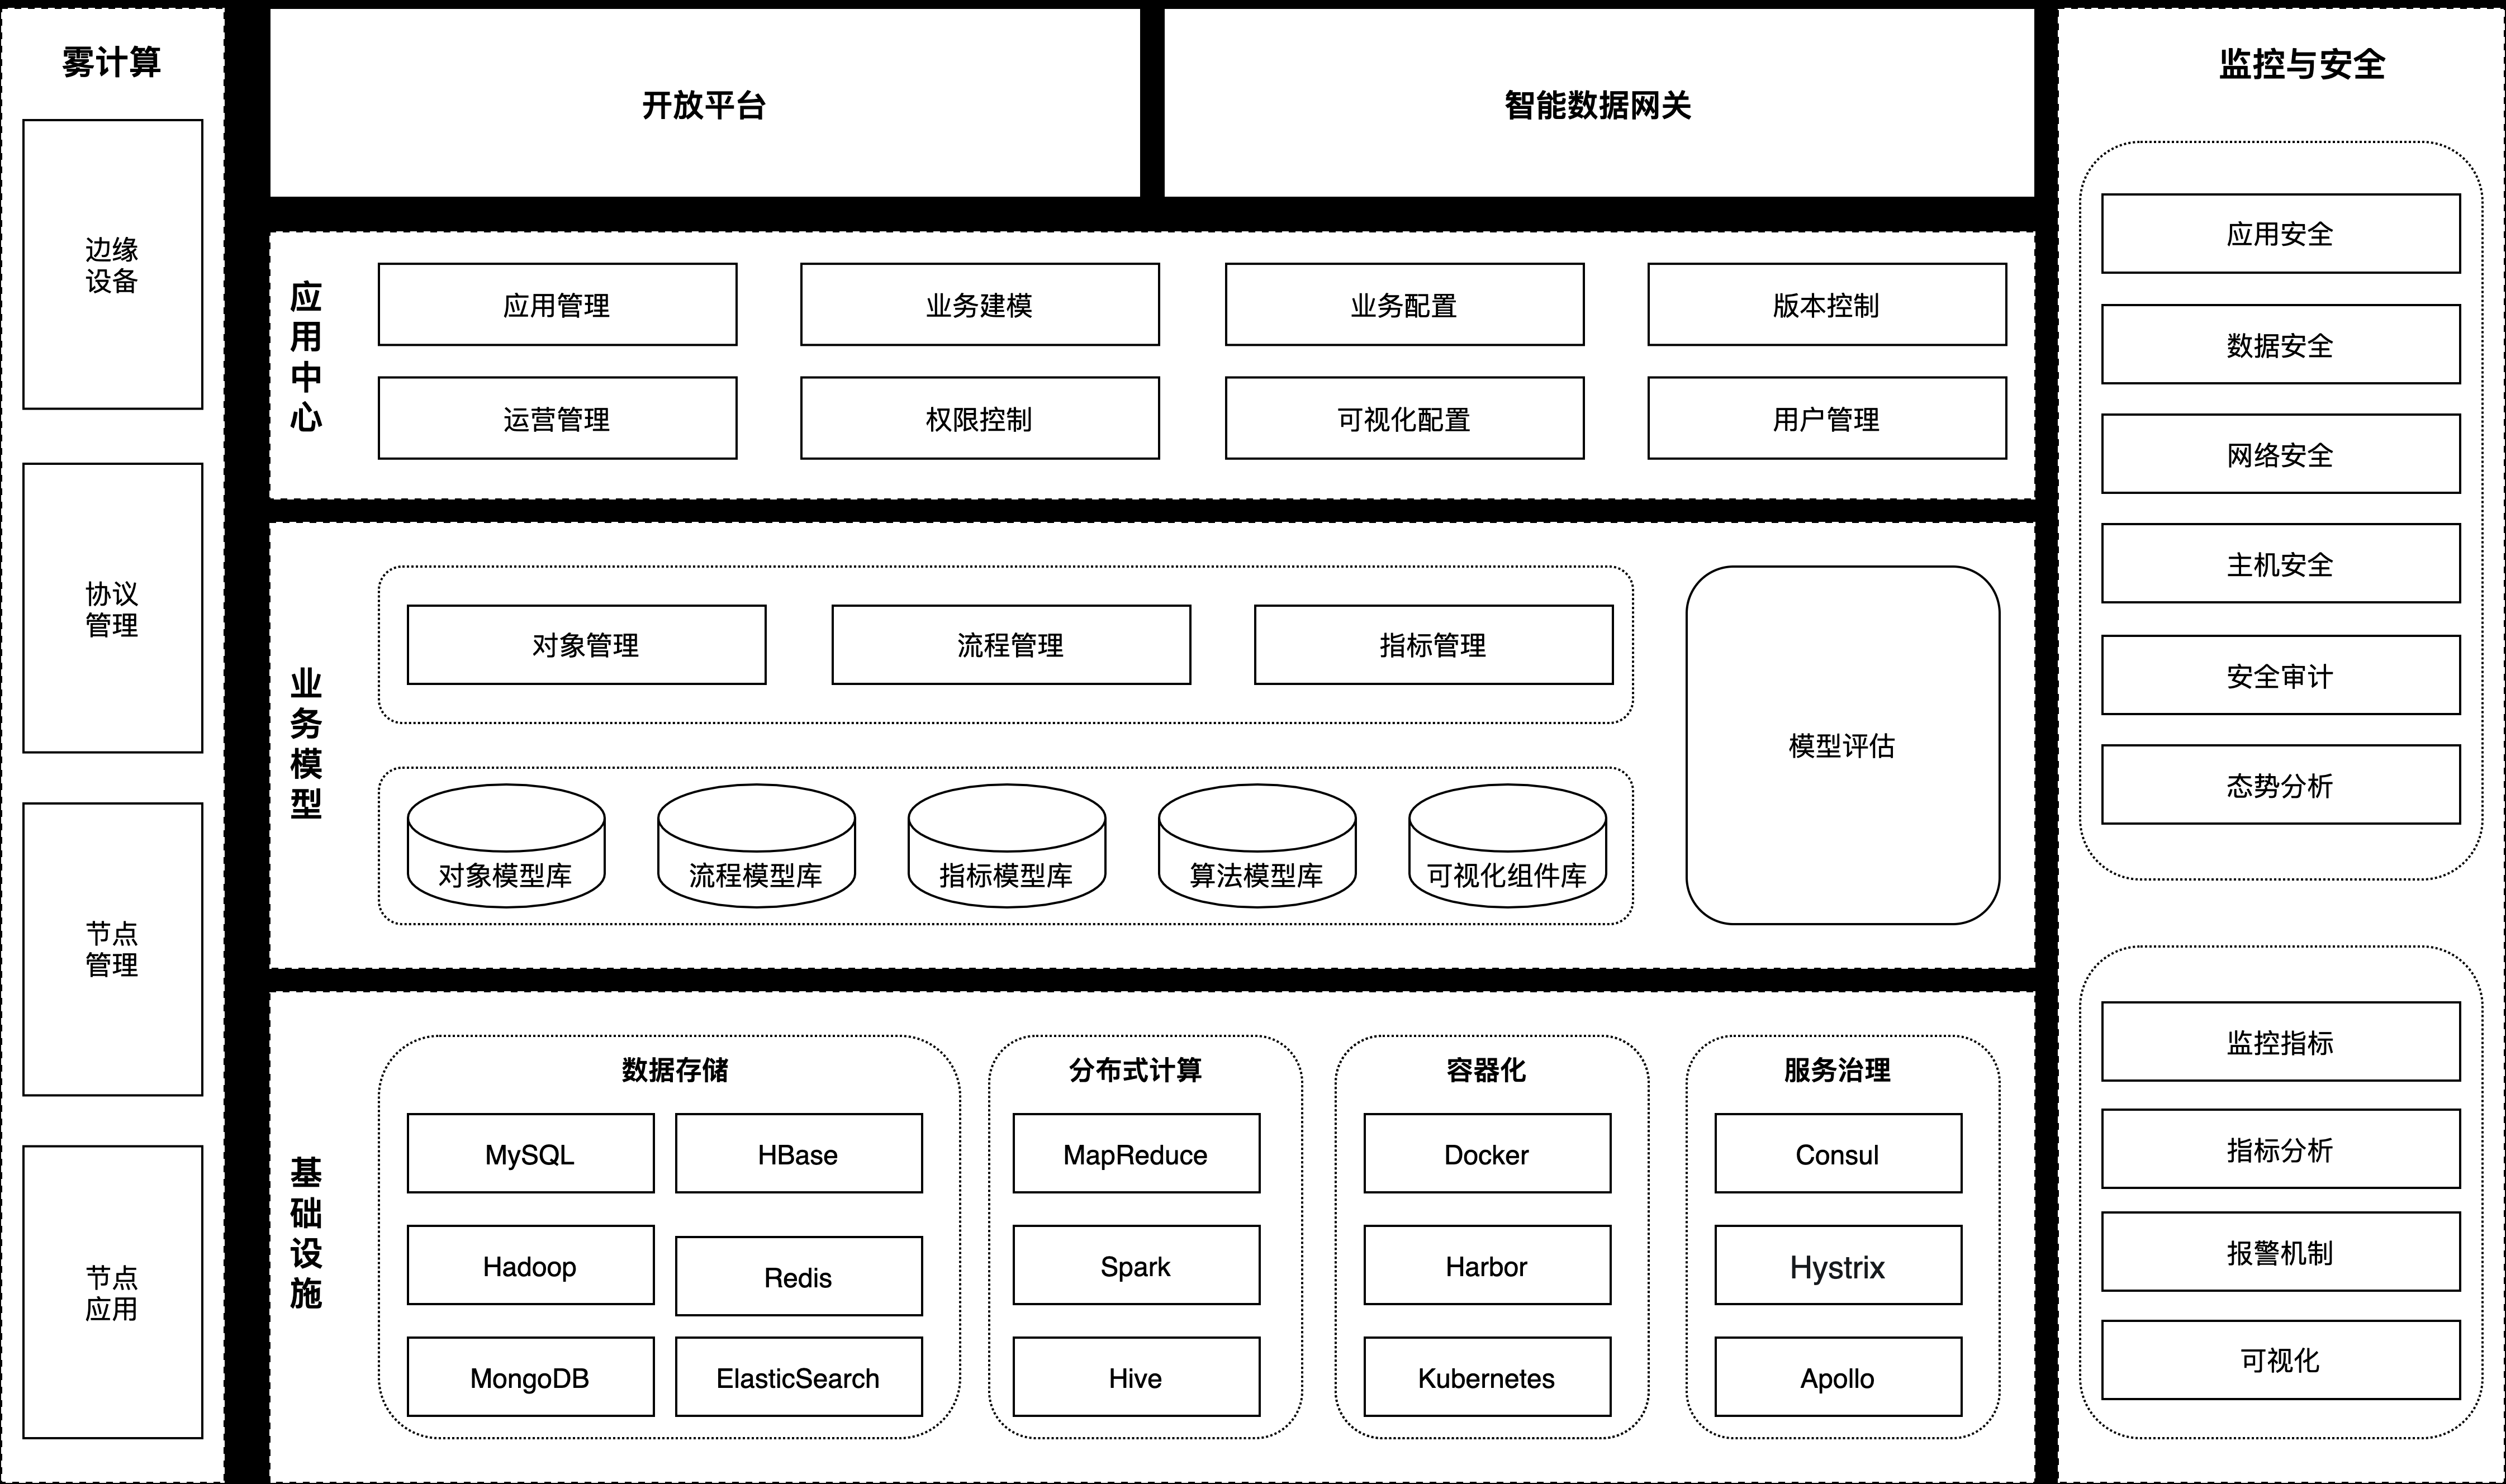 雾计算
边缘
设备
协议
管理
节点
管理
节点
应用
开放平台
智能数据网关
应用中心
应用管理
业务建模
业务配置
版本控制
运营管理
权限控制
可视化配置
用户管理
业务模型
对象管理
流程管理
指标管理
对象模型库
流程模型库
指标模型库
算法模型库
可视化组件库
模型评估
基础设施
数据存储
MySQL
HBase
Hadoop
Redis
MongoDB
ElasticSearch
分布式计算
MapReduce
Spark
Hive
容器化
Docker
Harbor
Kubernetes
服务治理
Consul
Hystrix
Apollo
监控与安全
应用安全
数据安全
网络安全
主机安全
安全审计
态势分析
监控指标
指标分析
报警机制
可视化